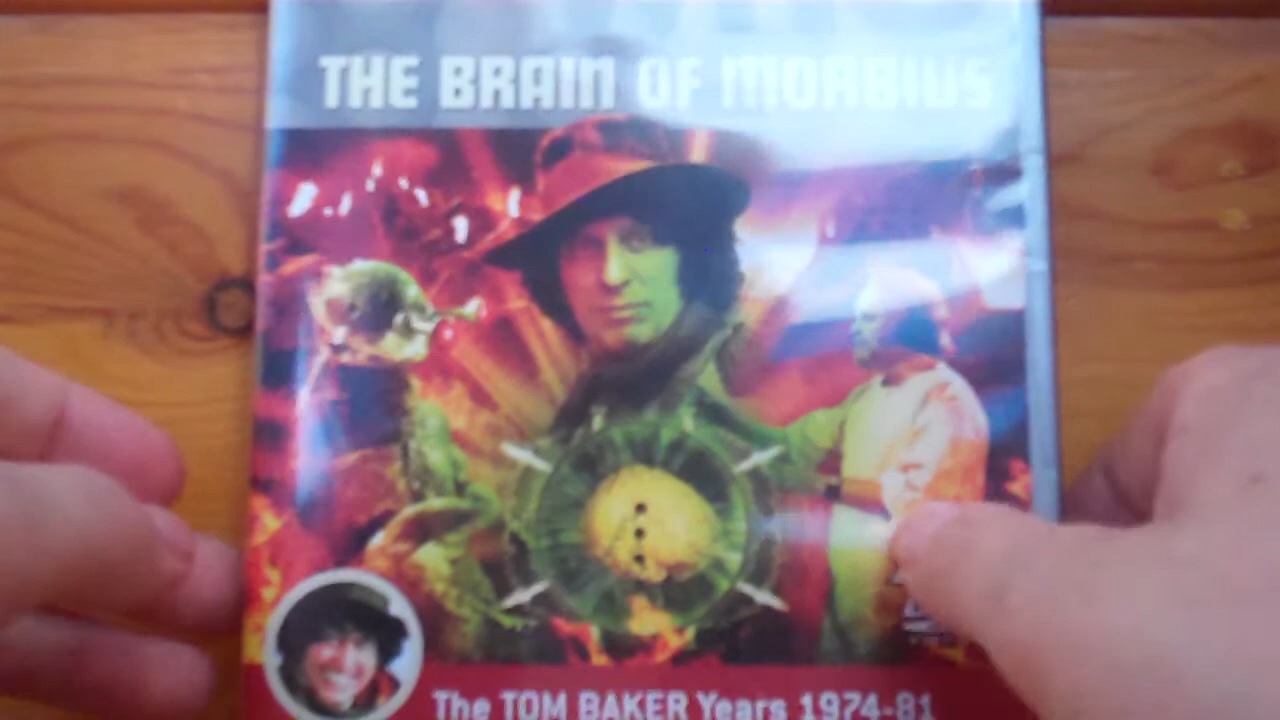 THE BRAIN OF MORBIUS
The TOM BAKER Years 1974-81